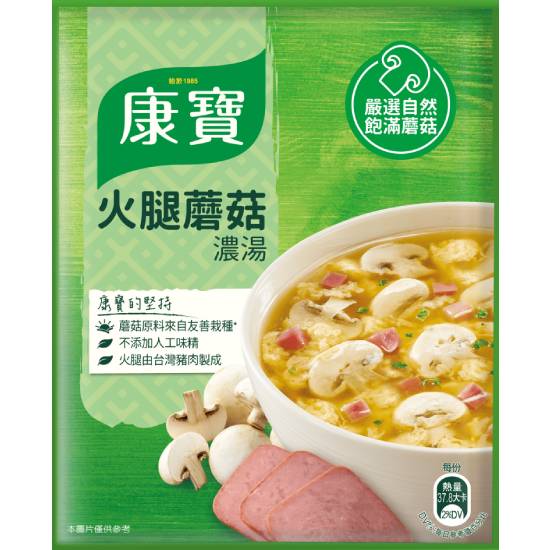 始於1985
康寶
嚴選自然
飽滿蘑菇
火腿蘑菇
濃湯
康寶的堅持
蘑菇原料來自友善栽種*
不添加人工味精
火腿由台灣豬肉製成
每份
熱量
37.8大卡
2%DV
本圖片僅供參考